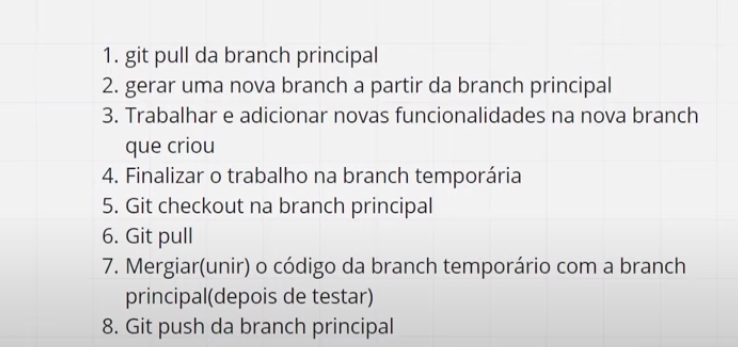 1. git pull da branch principal
2. gerar uma nova branch a partir da branch principal
3. Trabalhar e adicionar novas funcionalidades na nova branch
que criou
4. Finalizar o trabalho na branch temporária
5. Git checkout na branch principal
6. Git pull
7. Mergiar(unir) o código da branch temporário com a branch
principal(depois de testar)
8. Git push da branch principal